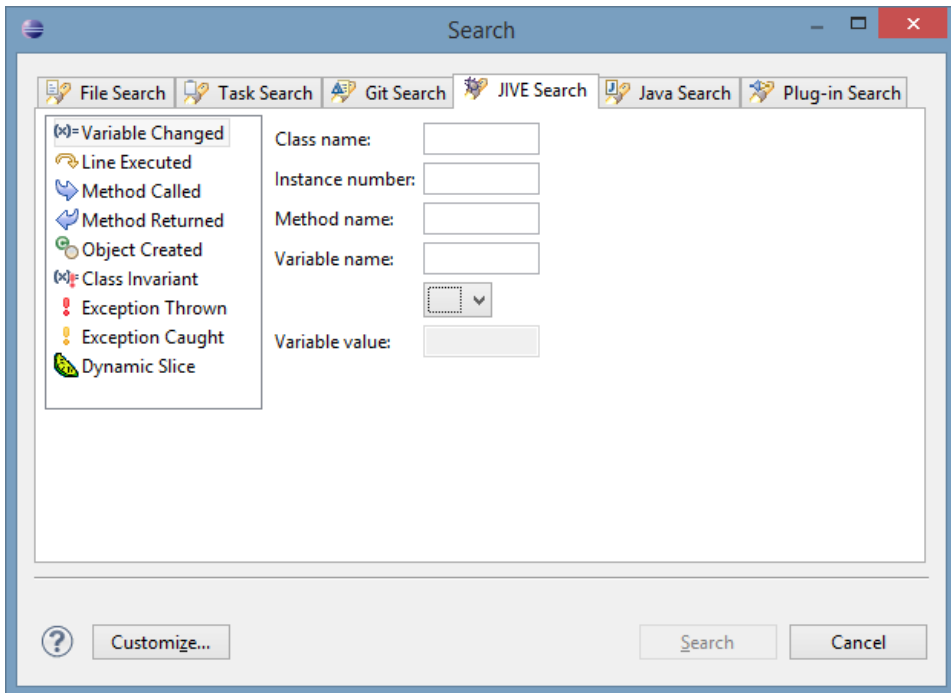 Search
File Search Task Search Git Search JIVE Search Java Search Plug-in Search
(x)= Variable Changed
Line Executed
Method Called
Method Returned
Object Created
Class Invariant
Exception Thrown
Exception Caught
Dynamic Slice
Class name:
Instance number:
Method name:
Variable name:
Variable value:
Customize...
Search
Cancel